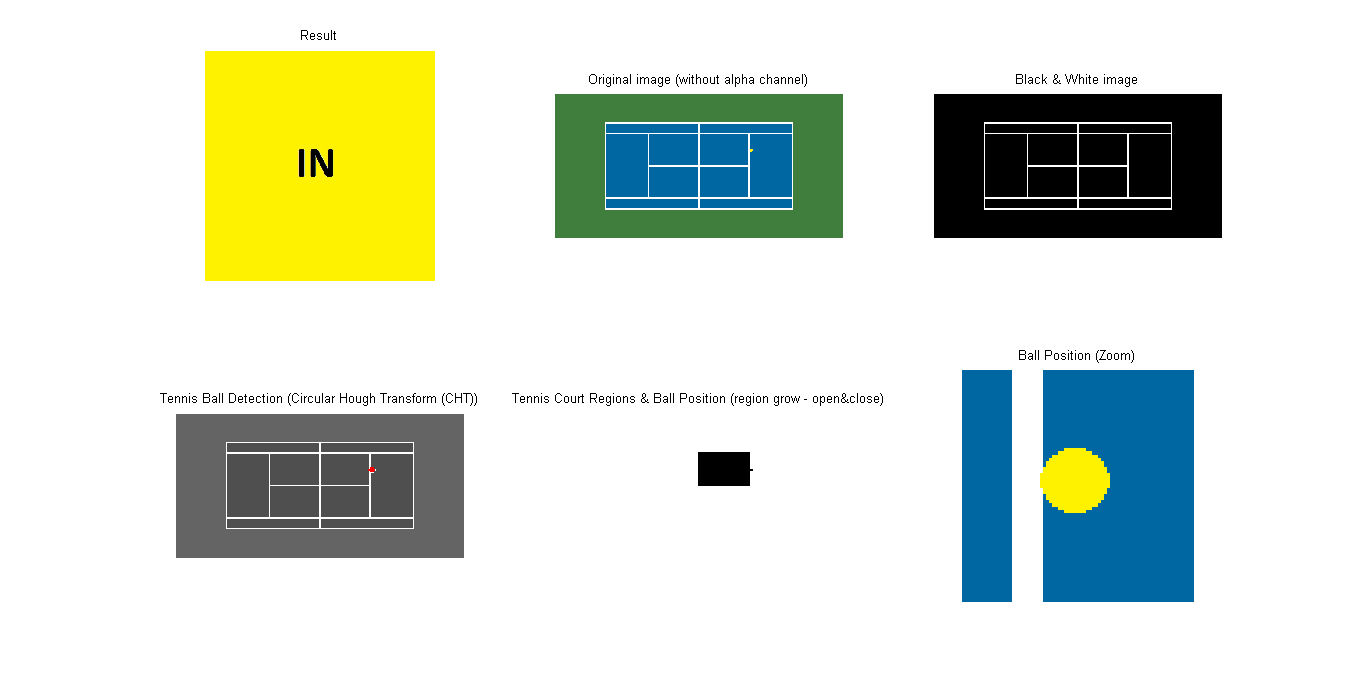 Result
IN
Original image (without alpha channel)
Black & White image
Tennis Ball Detection (Circular Hough Transform (CHT))
Tennis Court Regions & Ball Position (region grow - open&close)
Ball Position (Zoom)